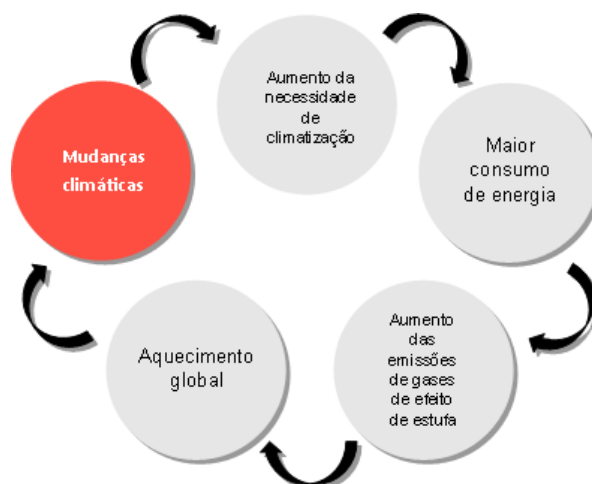 Aumento da
necessidade
de
climatização
Maior
consumo
de energia
Aumento
das
emissões
de gases
de efeito
de estufa
Aquecimento
global
Mudanças
climáticas